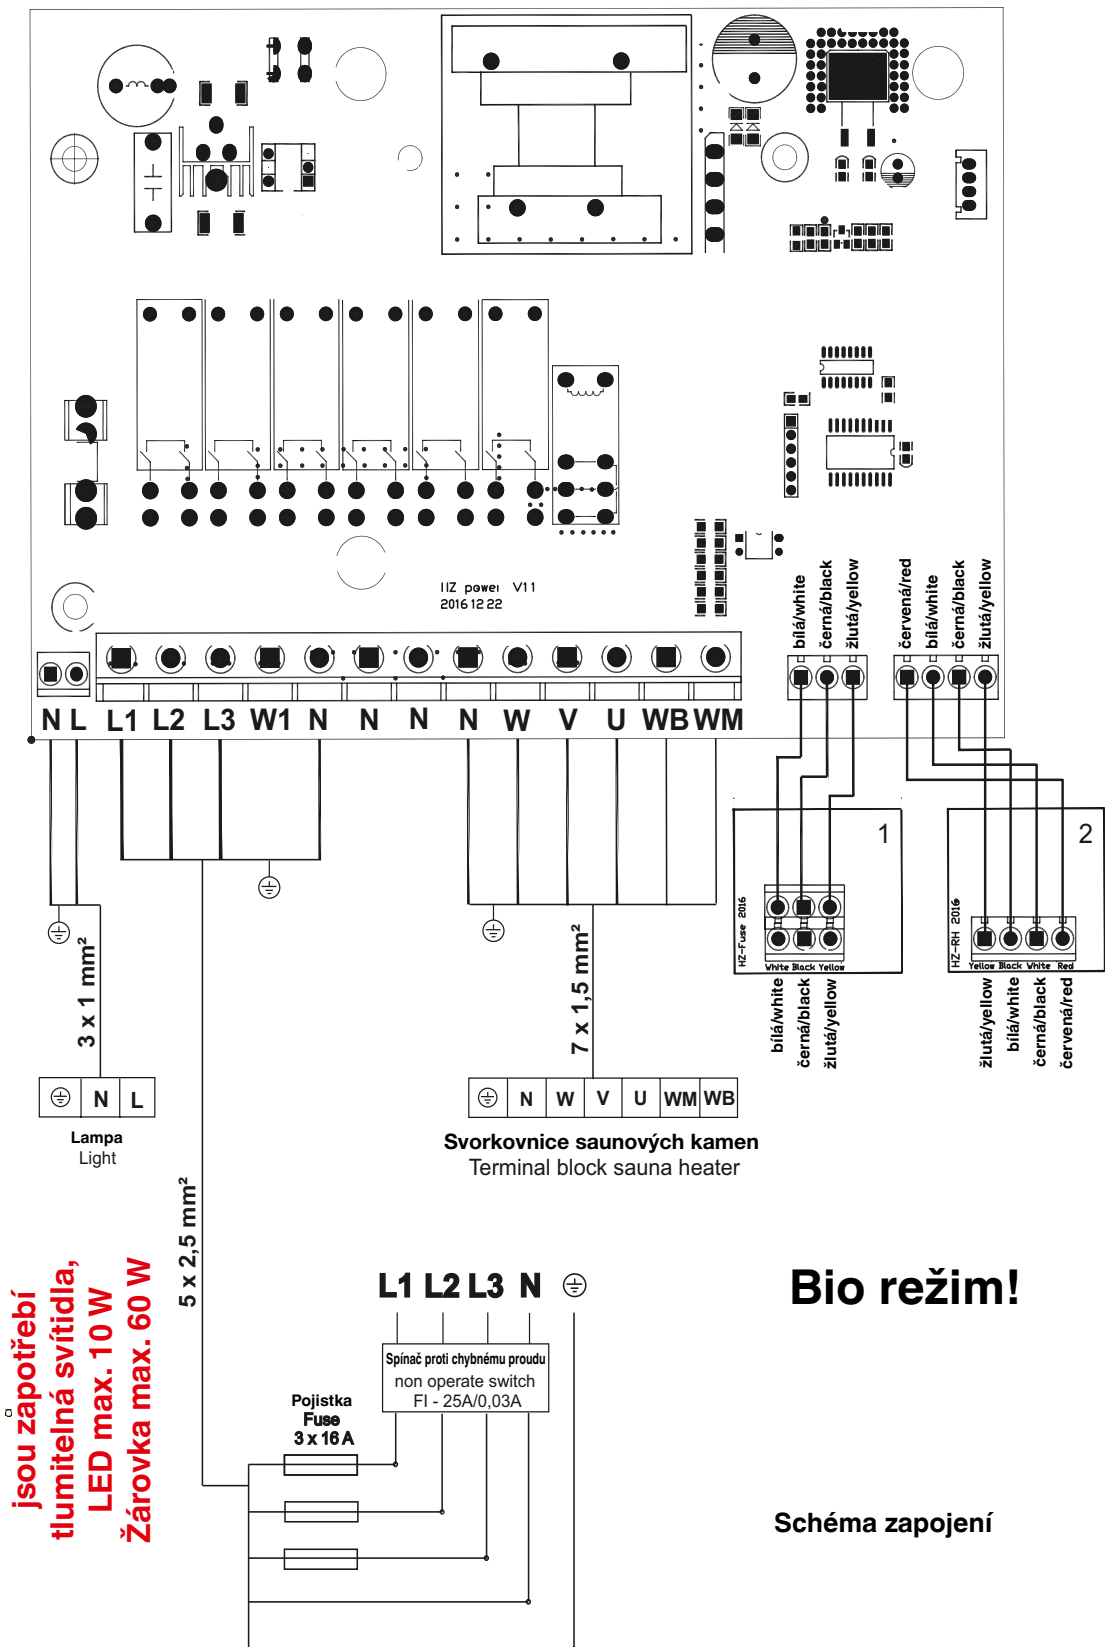 IIZ power V11
2016 12 22
bílá/white
černá/black
žlutá/yellow
červená/red
bílá/white
černá/black
žlutá/yellow
N L L1 L2 L3 W1 N N N N W V U WB WM
1
HZ-Fuse 2016
White Black Yellow
bílá/white
černá/black
žlutá/yellow
2
HZ-RH 2016
Yellow Black White Red
žlutá/yellow
bílá/white
černá/black
červená/red
3 x 1 mm²
7 x 1,5 mm²
N L
Lampa
Light
N W V U WM WB
Svorkovnice saunových kamen
Terminal block sauna heater
5 x 2,5 mm²
jsou zapotřebí
tlumitelná svítidla,
LED max. 10 W
Žárovka max. 60 W
L1 L2 L3 N
Bio režim!
Spínač proti chybnému proudu
non operate switch
FI - 25A/0,03A
Pojistka
Fuse
3 x 16 A
Schéma zapojení